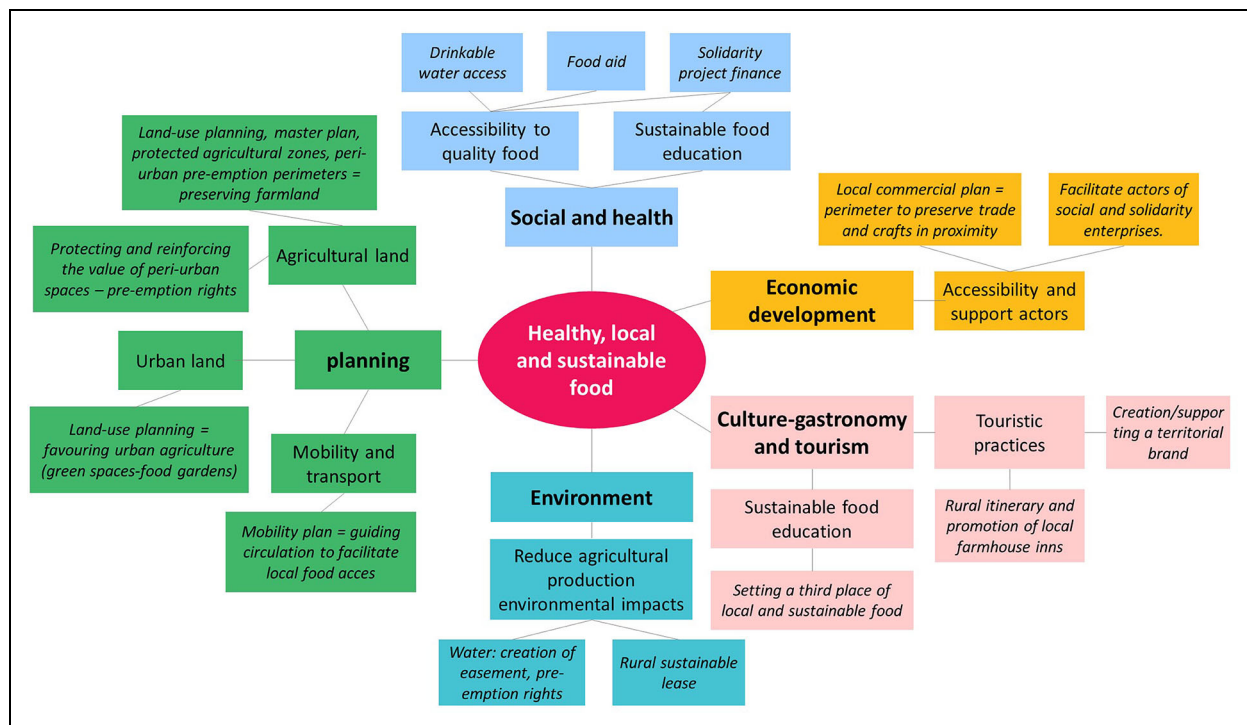 Drinkable
water access
Food aid
Solidarity
project finance
Accessibility to
quality food
Sustainable food
education
Social and health
Land-use planning, master plan,
protected agricultural zones, peri-
urban pre-emption perimeters =
preserving farmland
Protecting and reinforcing
the value of peri-urban
spaces – pre-emption rights
Agricultural land
Urban land
planning
Land-use planning =
favouring urban agriculture
(green spaces-food gardens)
Mobility and
transport
Mobility plan = guiding
circulation to facilitate
local food acces
Healthy, local
and sustainable
food
Local commercial plan =
perimeter to preserve trade
and crafts in proximity
Facilitate actors of
social and solidarity
enterprises.
Economic
development
Accessibility and
support actors
Culture-gastronomy
and tourism
Touristic
practices
Creation/suppor
ting a territorial
brand
Sustainable food
education
Rural itinerary and
promotion of local
farmhouse inns
Setting a third place of
local and sustainable food
Environment
Reduce agricultural
production
environmental impacts
Water: creation of
easement, pre-
emption rights
Rural sustainable
lease